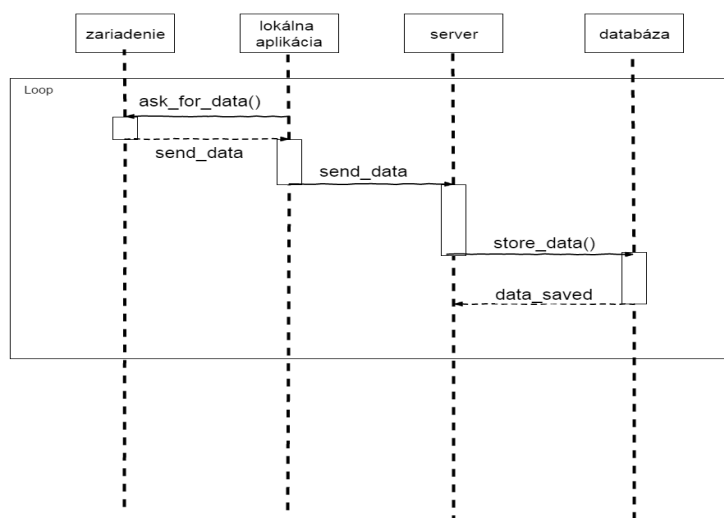 zariadenie
lokálna
aplikácia
server
databáza
Loop
ask_for_data()
send_data
send_data
store_data()
data_saved